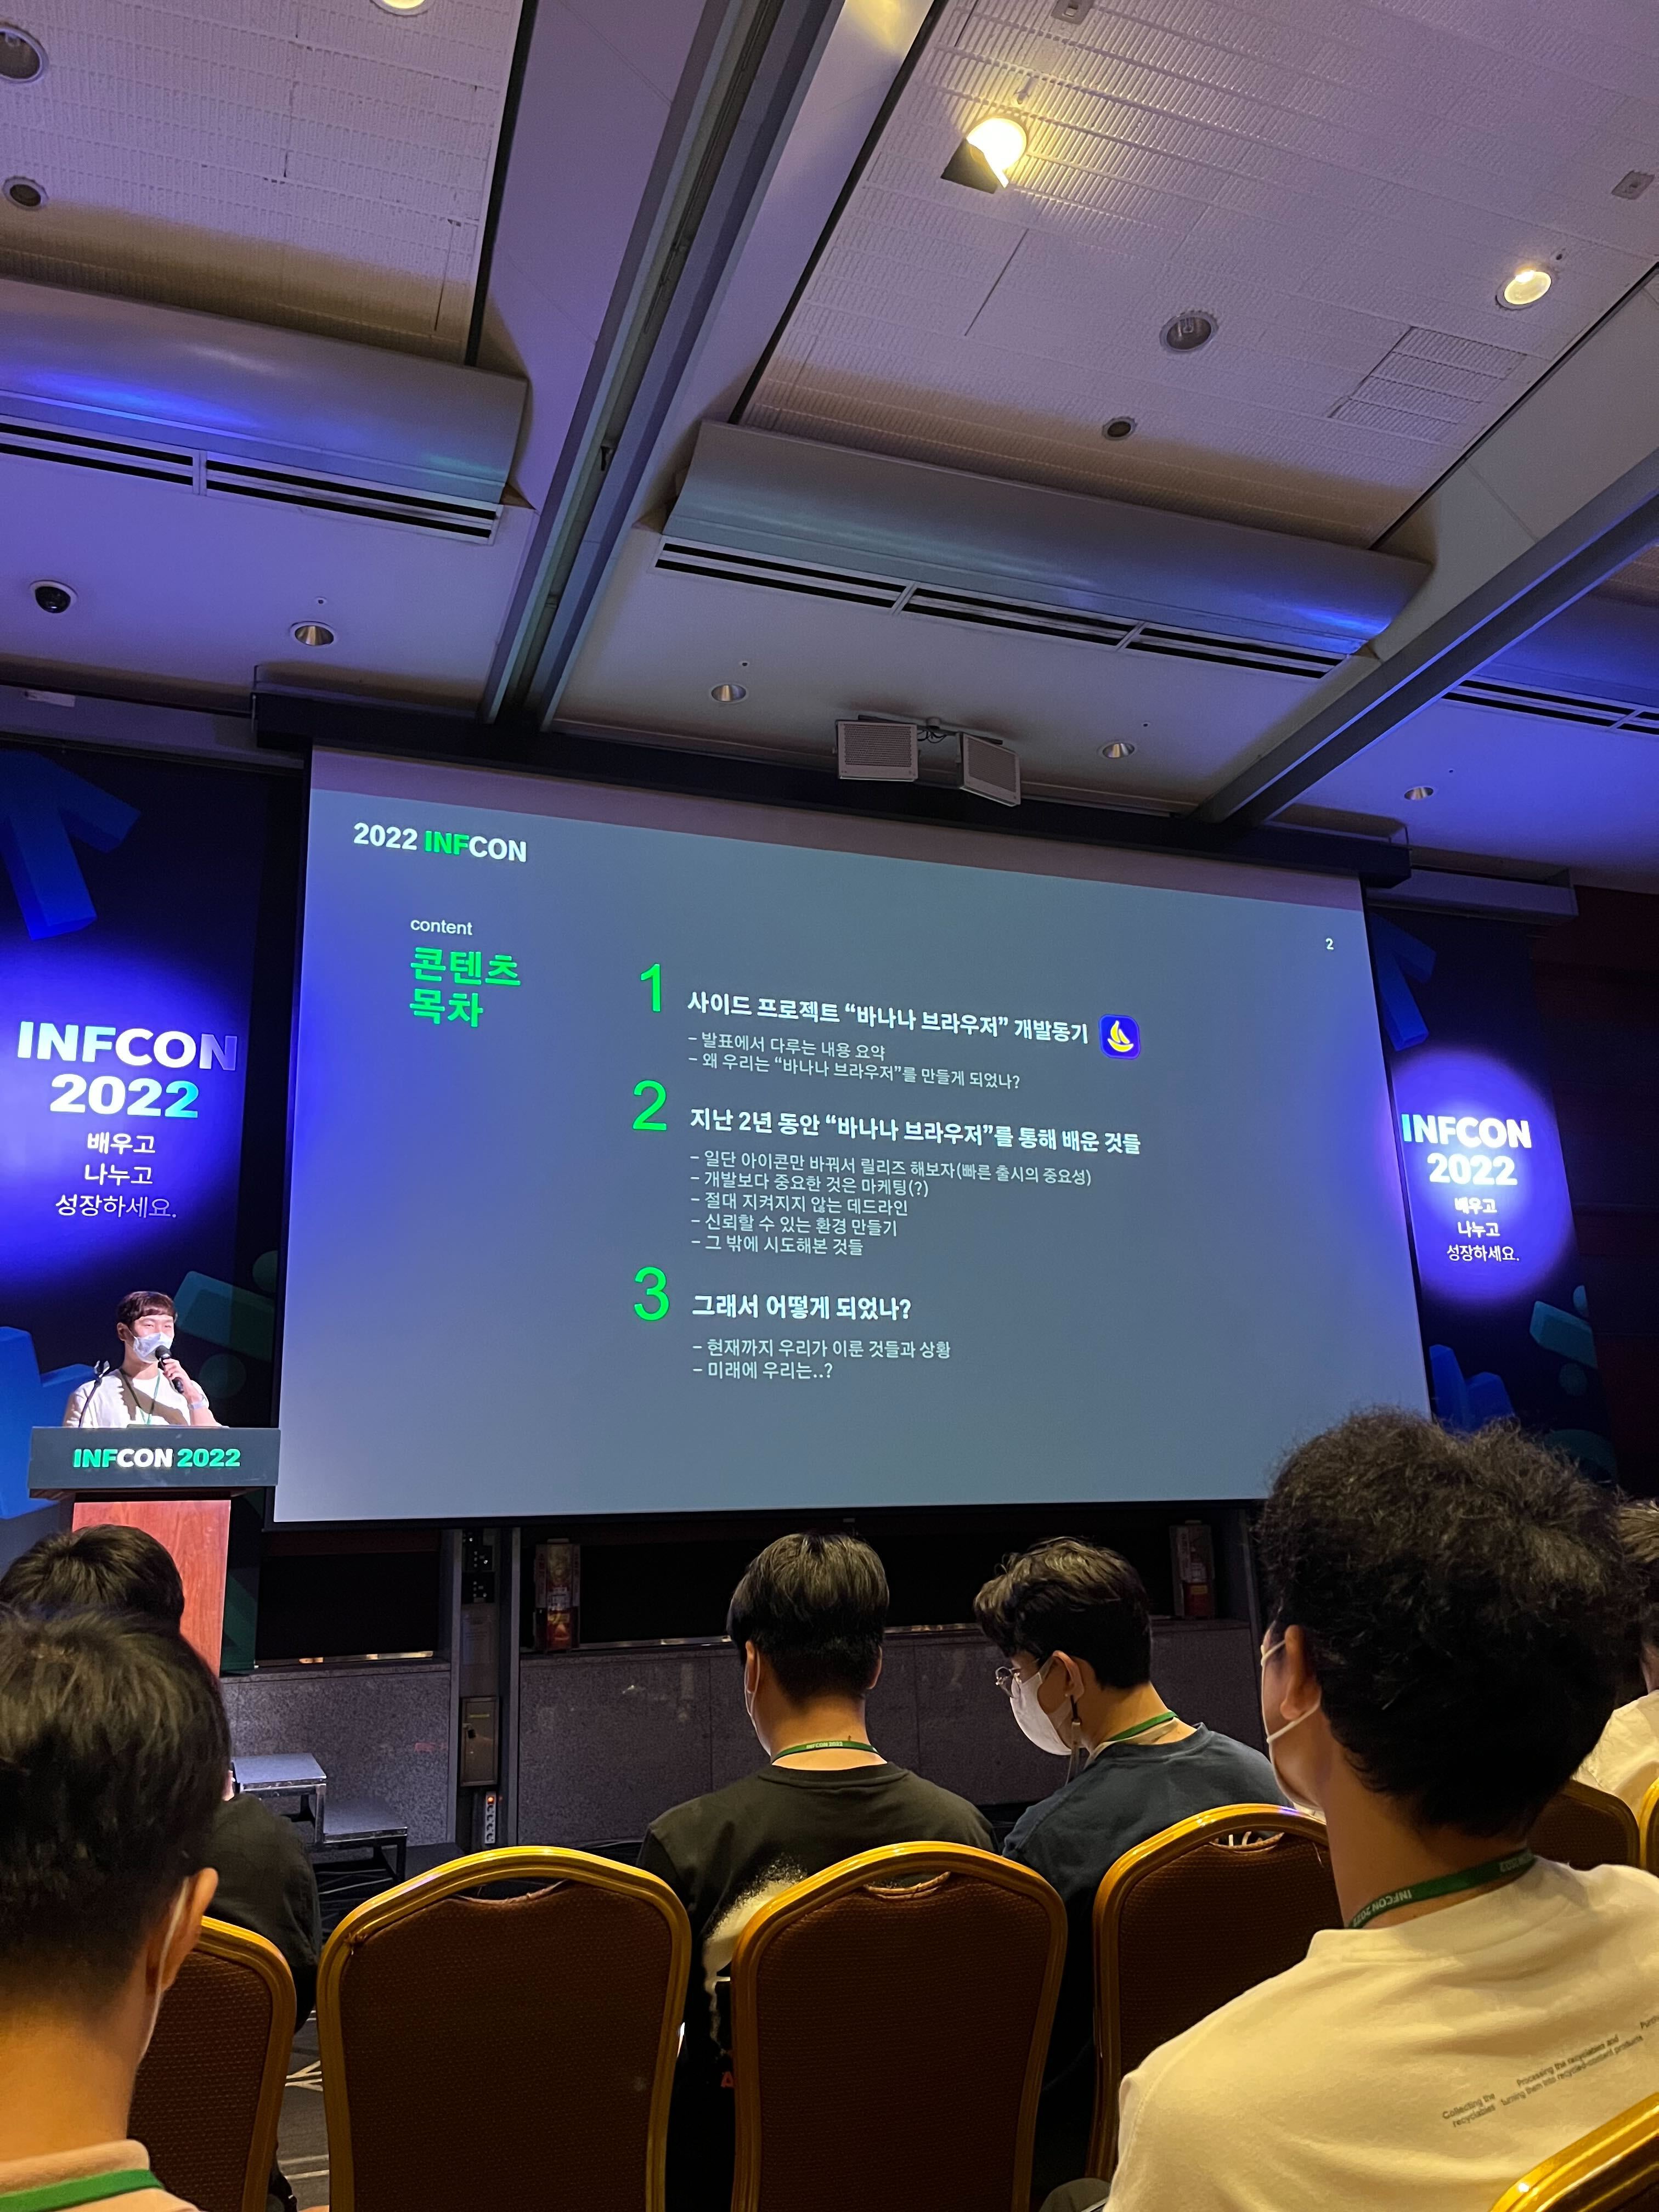 2022 INFCON
content
콘텐츠
목차
2
1
사이드 프로젝트 “바나나 브라우저” 개발동기
– 발표에서 다루는 내용 요약
– 왜 우리는 “바나나 브라우저”를 만들게 되었나?
2
지난 2년 동안 “바나나 브라우저”를 통해 배운 것들
– 일단 아이콘만 바꿔서 릴리즈 해보자(빠른 출시의 중요성)
– 개발보다 중요한 것은 마케팅(?)
– 절대 지켜지지 않는 데드라인
– 신뢰할 수 있는 환경 만들기
– 그 밖에 시도해본 것들
3
그래서 어떻게 되었나?
– 현재까지 우리가 이룬 것들과 상황
– 미래에 우리는..?
INFCON
2022
배우고
나누고
성장하세요.
INFCON
2022
배우고
나누고
성장하세요.
INFCON 2022
INFCON 2022
INFCON 2022
Collecting the
recyclables
Processing the recyclables and
turning them into recycled-content products